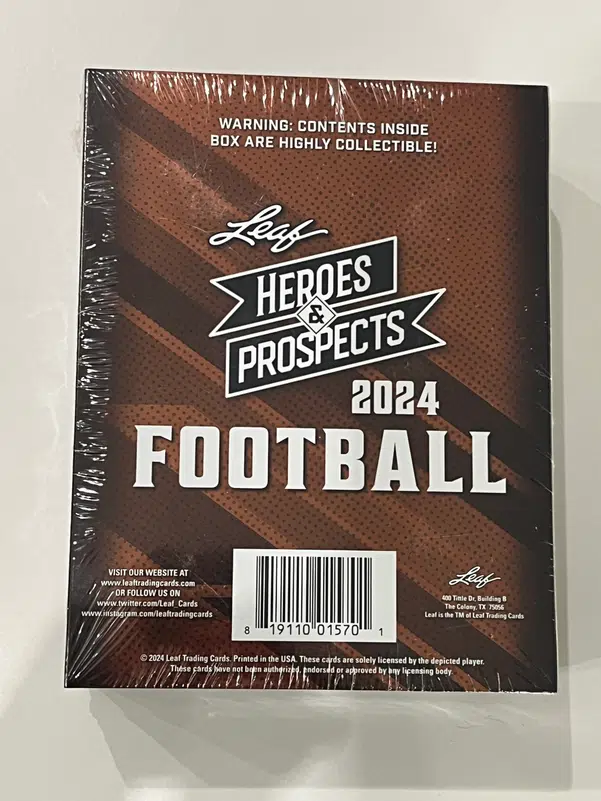 WARNING: CONTENTS INSIDE
BOX ARE HIGHLY COLLECTIBLE!
Leaf
HEROES
&
PROSPECTS
2024
FOOTBALL
VISIT OUR WEBSITE AT
www.leaftradingcards.com
OR FOLLOW US ON
www.twitter.com/Leaf_Cards
www.instagram.com/leaftradingcards
8 19110 01570 1
Leaf
400 Tittle Dr, Building B
The Colony, TX 75056
Leaf is the TM of Leaf Trading Cards
© 2024 Leaf Trading Cards. Printed in the USA. These cards are solely licensed by the depicted player.
These cards have not been authorized, endorsed or approved by any licensing body.